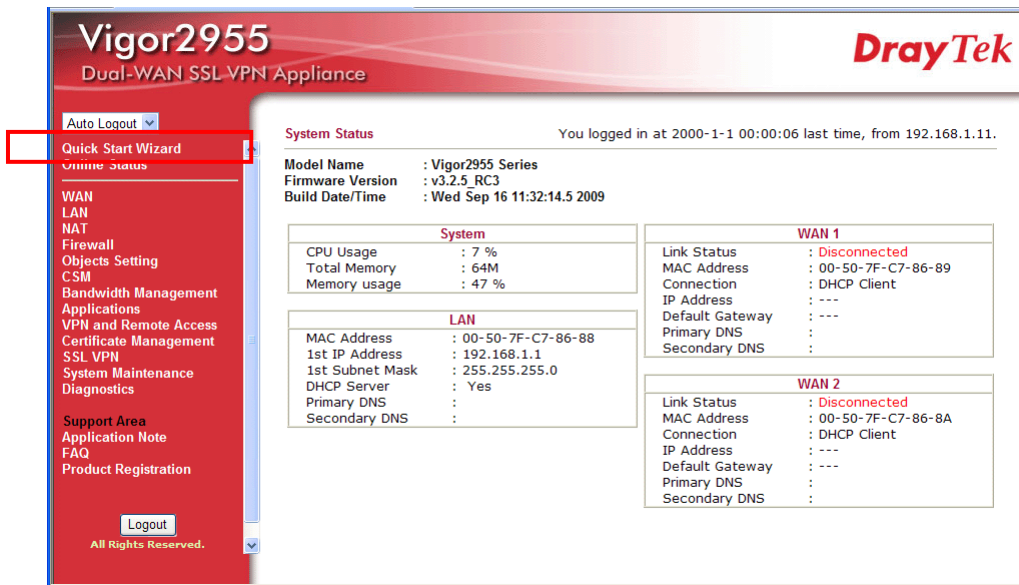 Vigor2955
Dual-WAN SSL VPN Appliance
DrayTek
Auto Logout
Quick Start Wizard
Online Status
WAN
LAN
NAT
Firewall
Objects Setting
CSM
Bandwidth Management
Applications
VPN and Remote Access
Certificate Management
SSL VPN
System Maintenance
Diagnostics
Support Area
Application Note
FAQ
Product Registration
Logout
All Rights Reserved.
System Status You logged in at 2000-1-1 00:00:06 last time, from 192.168.1.11.
Model Name : Vigor2955 Series
Firmware Version : v3.2.5_RC3
Build Date/Time : Wed Sep 16 11:32:14.5 2009
System
CPU Usage : 7 %
Total Memory : 64M
Memory usage : 47 %
LAN
MAC Address : 00-50-7F-C7-86-88
1st IP Address : 192.168.1.1
1st Subnet Mask : 255.255.255.0
DHCP Server : Yes
Primary DNS :
Secondary DNS :
WAN 1
Link Status : Disconnected
MAC Address : 00-50-7F-C7-86-89
Connection : DHCP Client
IP Address : ---
Default Gateway : ---
Primary DNS :
Secondary DNS :
WAN 2
Link Status : Disconnected
MAC Address : 00-50-7F-C7-86-8A
Connection : DHCP Client
IP Address : ---
Default Gateway : ---
Primary DNS :
Secondary DNS :